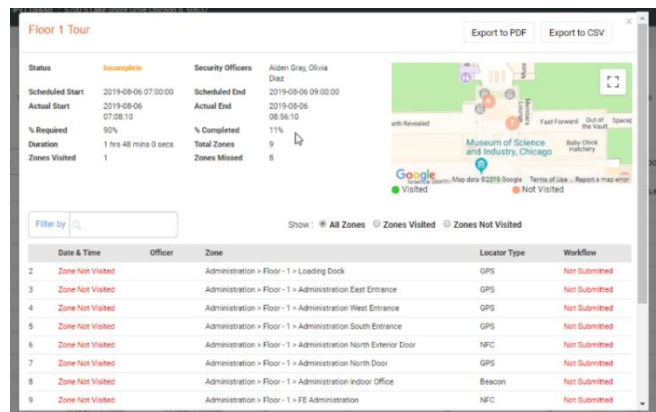 5700 S Lake Shore Drive Chicago IL 60637
Floor 1 Tour
Export to PDF
Export to CSV
Status Incomplete Security Officers Aiden Gray, Olivia Diaz
Scheduled Start 2019-08-06 07:00:00 Scheduled End 2019-08-06 09:00:00
Actual Start 2019-08-06 07:08:10 Actual End 2019-08-06 08:56:10
% Required 90% % Completed 11%
Duration 1 hrs 48 mins 0 secs Total Zones 9
Zones Visited 1 Zones Missed 8
Members Lounge
Revealed
Fast Forward
Out of the Vault
Museum of Science and Industry, Chicago
Baby Chick Hatchery
Google
Map data ©2019 Google Terms of Use Report a map error
Visited Not Visited
Filter by
Show : All Zones Zones Visited Zones Not Visited
Date & Time Officer Zone Locator Type Workflow
2 Zone Not Visited Administration > Floor - 1 > Loading Dock GPS Not Submitted
3 Zone Not Visited Administration > Floor - 1 > Administration East Entrance GPS Not Submitted
4 Zone Not Visited Administration > Floor - 1 > Administration West Entrance GPS Not Submitted
5 Zone Not Visited Administration > Floor - 1 > Administration South Entrance GPS Not Submitted
6 Zone Not Visited Administration > Floor - 1 > Administration North Exterior Door NFC Not Submitted
7 Zone Not Visited Administration > Floor - 1 > Administration North Door GPS Not Submitted
8 Zone Not Visited Administration > Floor - 1 > Administration indoor Office Beacon Not Submitted
9 Zone Not Visited Administration > Floor - 1 > FE Administration NFC Not Submitted